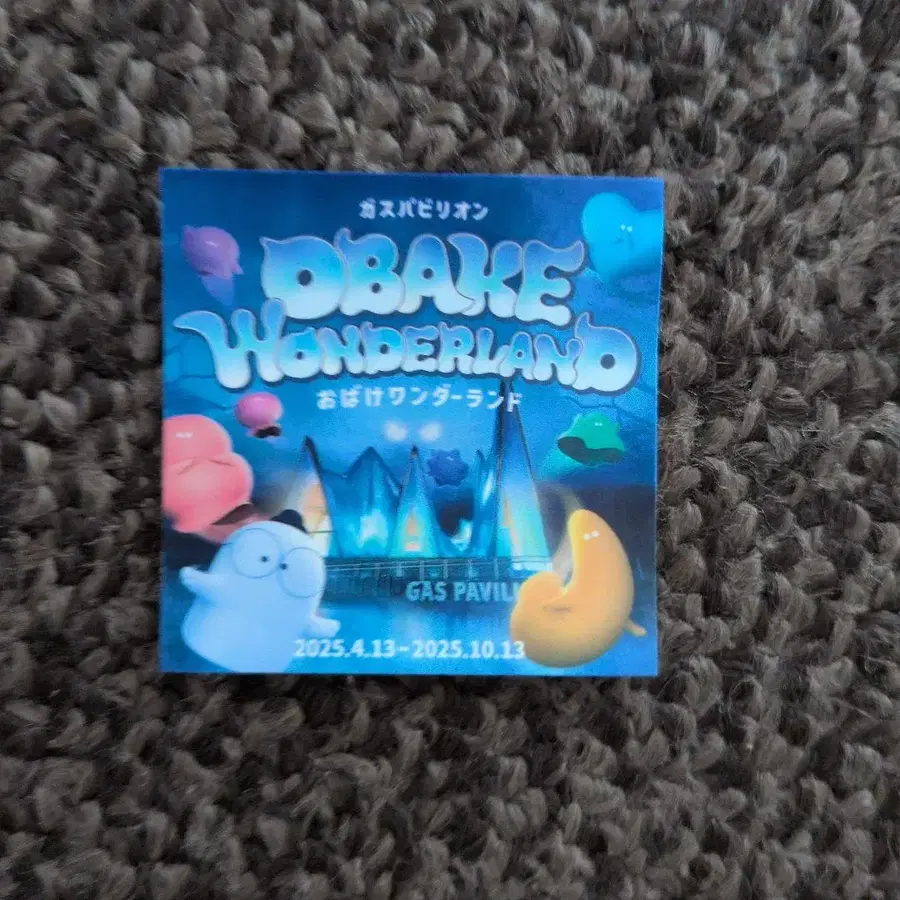 ガスパビリオン
OBAKE
WONDERLAND
おばけワンダーランド
GAS PAVILI
2025.4.13-2025.10.13